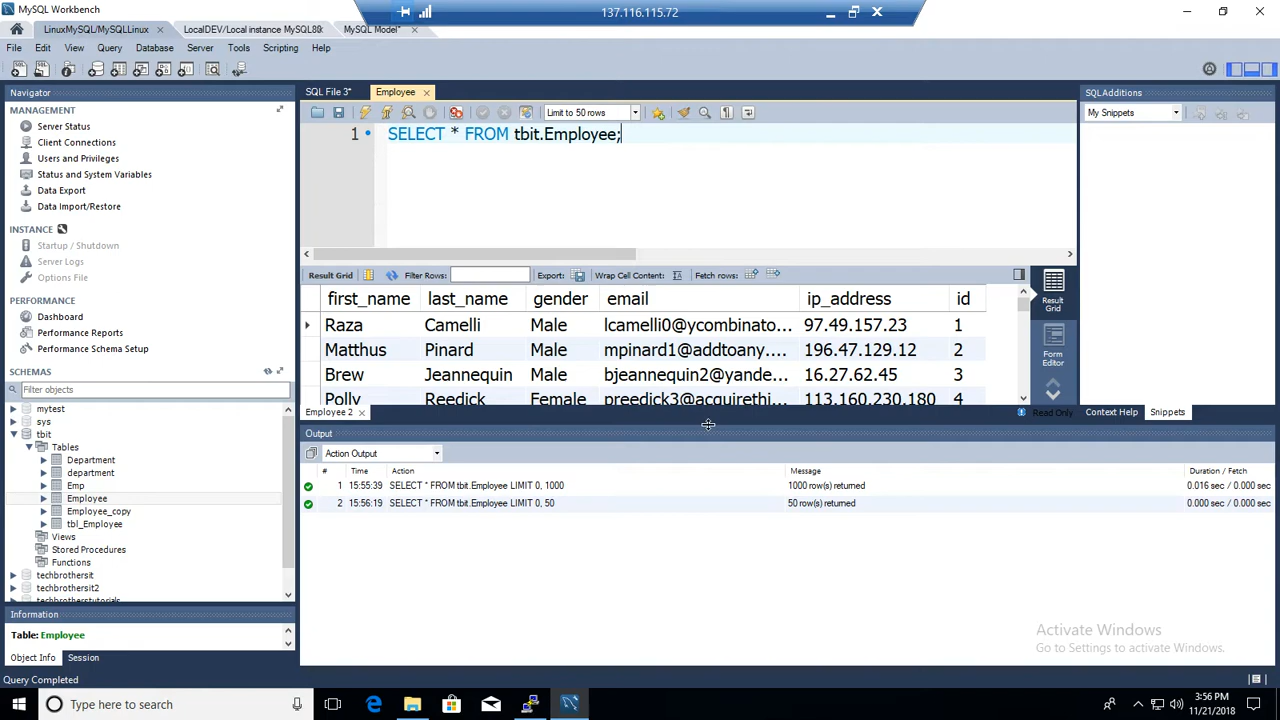 MySQL Workbench
137.116.115.72
LinuxMySQL/MySQLLinux
LocalDEV/Local instance MySQL80
MySQL Model*
File Edit View Query Database Server Tools Scripting Help
Navigator
MANAGEMENT
Server Status
Client Connections
Users and Privileges
Status and System Variables
Data Export
Data Import/Restore
INSTANCE
Startup / Shutdown
Server Logs
Options File
PERFORMANCE
Dashboard
Performance Reports
Performance Schema Setup
SCHEMAS
Filter objects
mytest
sys
tbit
Tables
Department
department
Emp
Employee
Employee_copy
tbl_Employee
Views
Stored Procedures
Functions
techbrothersit
techbrothersit2
techbrotherstutorials
Information
Table: Employee
Object Info Session
Query Completed
SQL File 3*
Employee
Limit to 50 rows
1
SELECT * FROM tbit.Employee;
Result Grid Filter Rows: Export: Wrap Cell Content: Fetch rows:
first_name last_name gender email ip_address id
Raza Camelli Male lcamelli0@ycombinato... 97.49.157.23 1
Matthus Pinard Male mpinard1@addtoany.... 196.47.129.12 2
Brew Jeannequin Male bjeannequin2@yande... 16.27.62.45 3
Polly Reedick Female preedick3@acquirethi... 113.160.230.180 4
Result Grid
Form Editor
Employee 2
Read Only
SQLAdditions
My Snippets
Context Help Snippets
Output
Action Output
# Time Action Message Duration / Fetch
1 15:55:39 SELECT * FROM tbit.Employee LIMIT 0, 1000 1000 row(s) returned 0.016 sec / 0.000 sec
2 15:56:19 SELECT * FROM tbit.Employee LIMIT 0, 50 50 row(s) returned 0.000 sec / 0.000 sec
Activate Windows
Go to Settings to activate Windows.
Type here to search
3:56 PM
11/21/2018